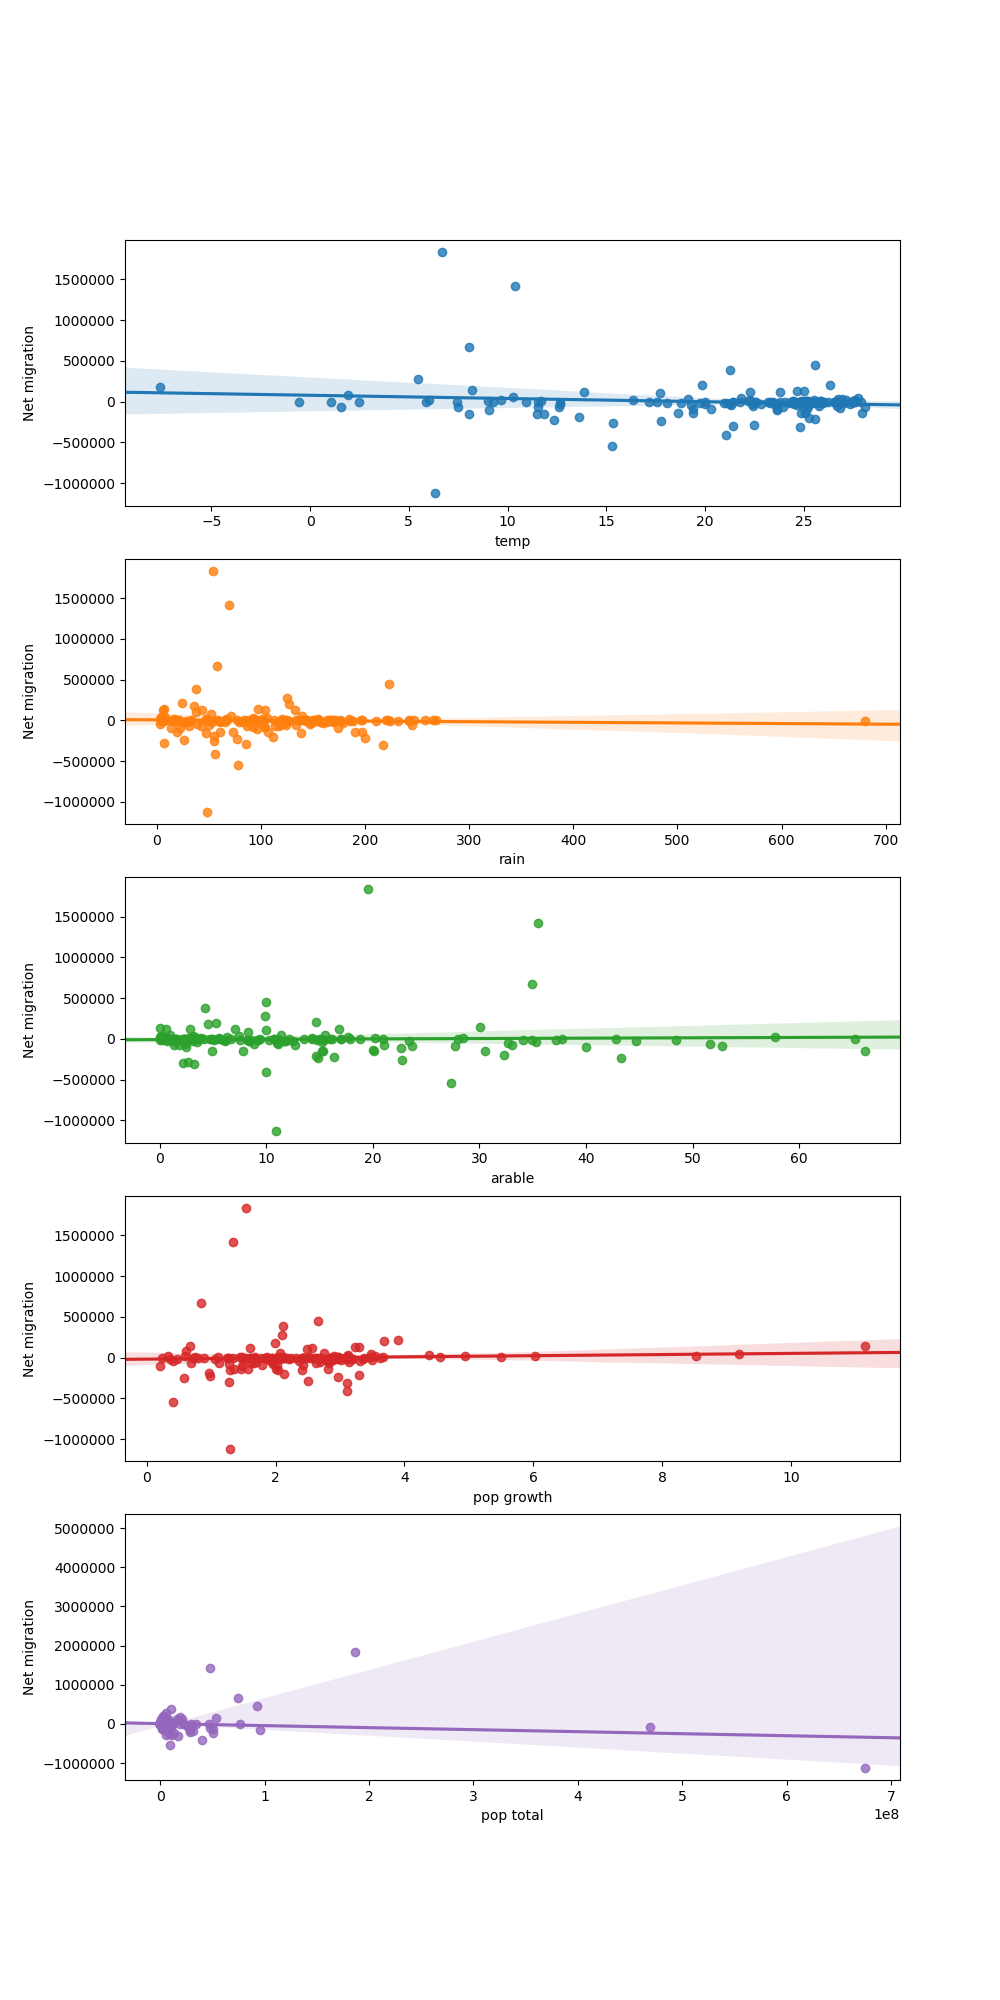 1500000
1000000
500000
0
−500000
−1000000
Net migration
−5 0 5 10 15 20 25
temp
1500000
1000000
500000
0
−500000
−1000000
Net migration
0 100 200 300 400 500 600 700
rain
1500000
1000000
500000
0
−500000
−1000000
Net migration
0 10 20 30 40 50 60
arable
1500000
1000000
500000
0
−500000
−1000000
Net migration
0 2 4 6 8 10
pop growth
5000000
4000000
3000000
2000000
1000000
0
−1000000
Net migration
0 1 2 3 4 5 6 7
1e8
pop total